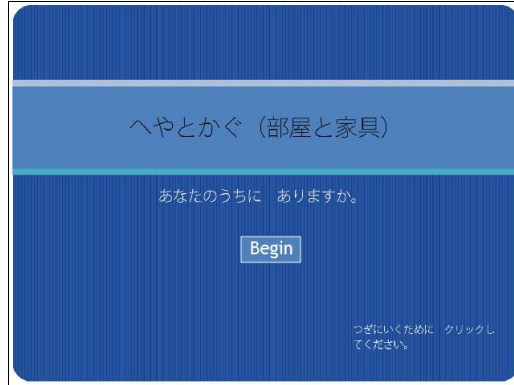 へやとかぐ（部屋と家具）
あなたのうちに　ありますか。
Begin
つぎにいくために　クリックし
てください。